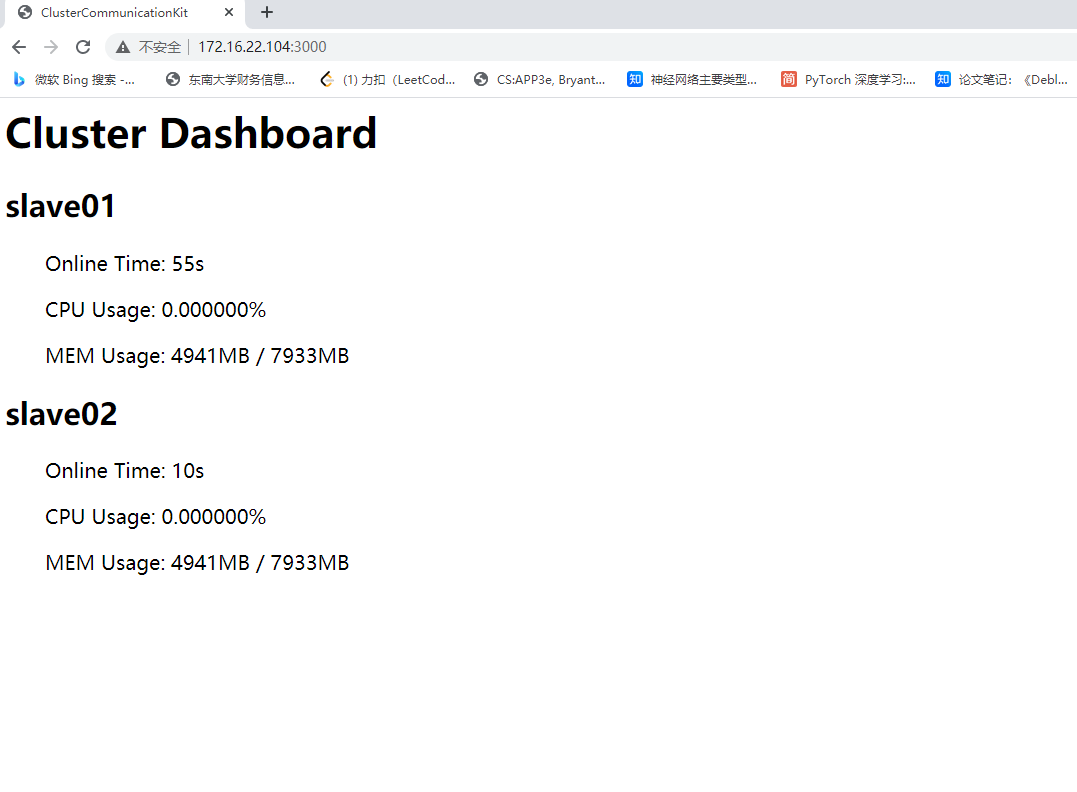 ClusterCommunicationKit
不安全 172.16.22.104:3000
微软 Bing 搜索 -... 东南大学财务信息... (1) 力扣（LeetCod... CS:APP3e, Bryant... 知 神经网络主要类型... 简 PyTorch 深度学习:... 知 论文笔记：《Debl...
Cluster Dashboard
slave01
Online Time: 55s
CPU Usage: 0.000000%
MEM Usage: 4941MB / 7933MB
slave02
Online Time: 10s
CPU Usage: 0.000000%
MEM Usage: 4941MB / 7933MB